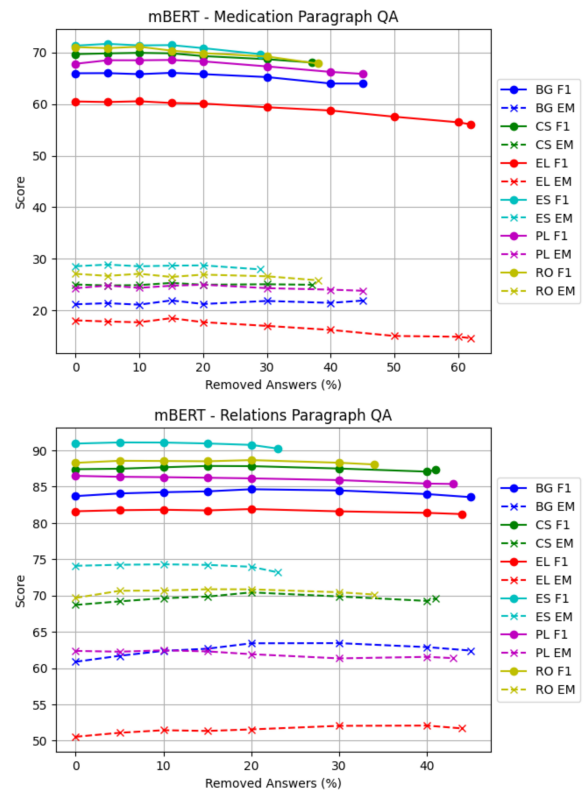 mBERT - Medication Paragraph QA
70
60
50
40
30
20
Score
0
10
20
30
40
50
60
Removed Answers (%)
BG F1
BG EM
CS F1
CS EM
EL F1
EL EM
ES F1
ES EM
PL F1
PL EM
RO F1
RO EM
mBERT - Relations Paragraph QA
90
85
80
75
70
65
60
55
50
Score
0
10
20
30
40
Removed Answers (%)
BG F1
BG EM
CS F1
CS EM
EL F1
EL EM
ES F1
ES EM
PL F1
PL EM
RO F1
RO EM